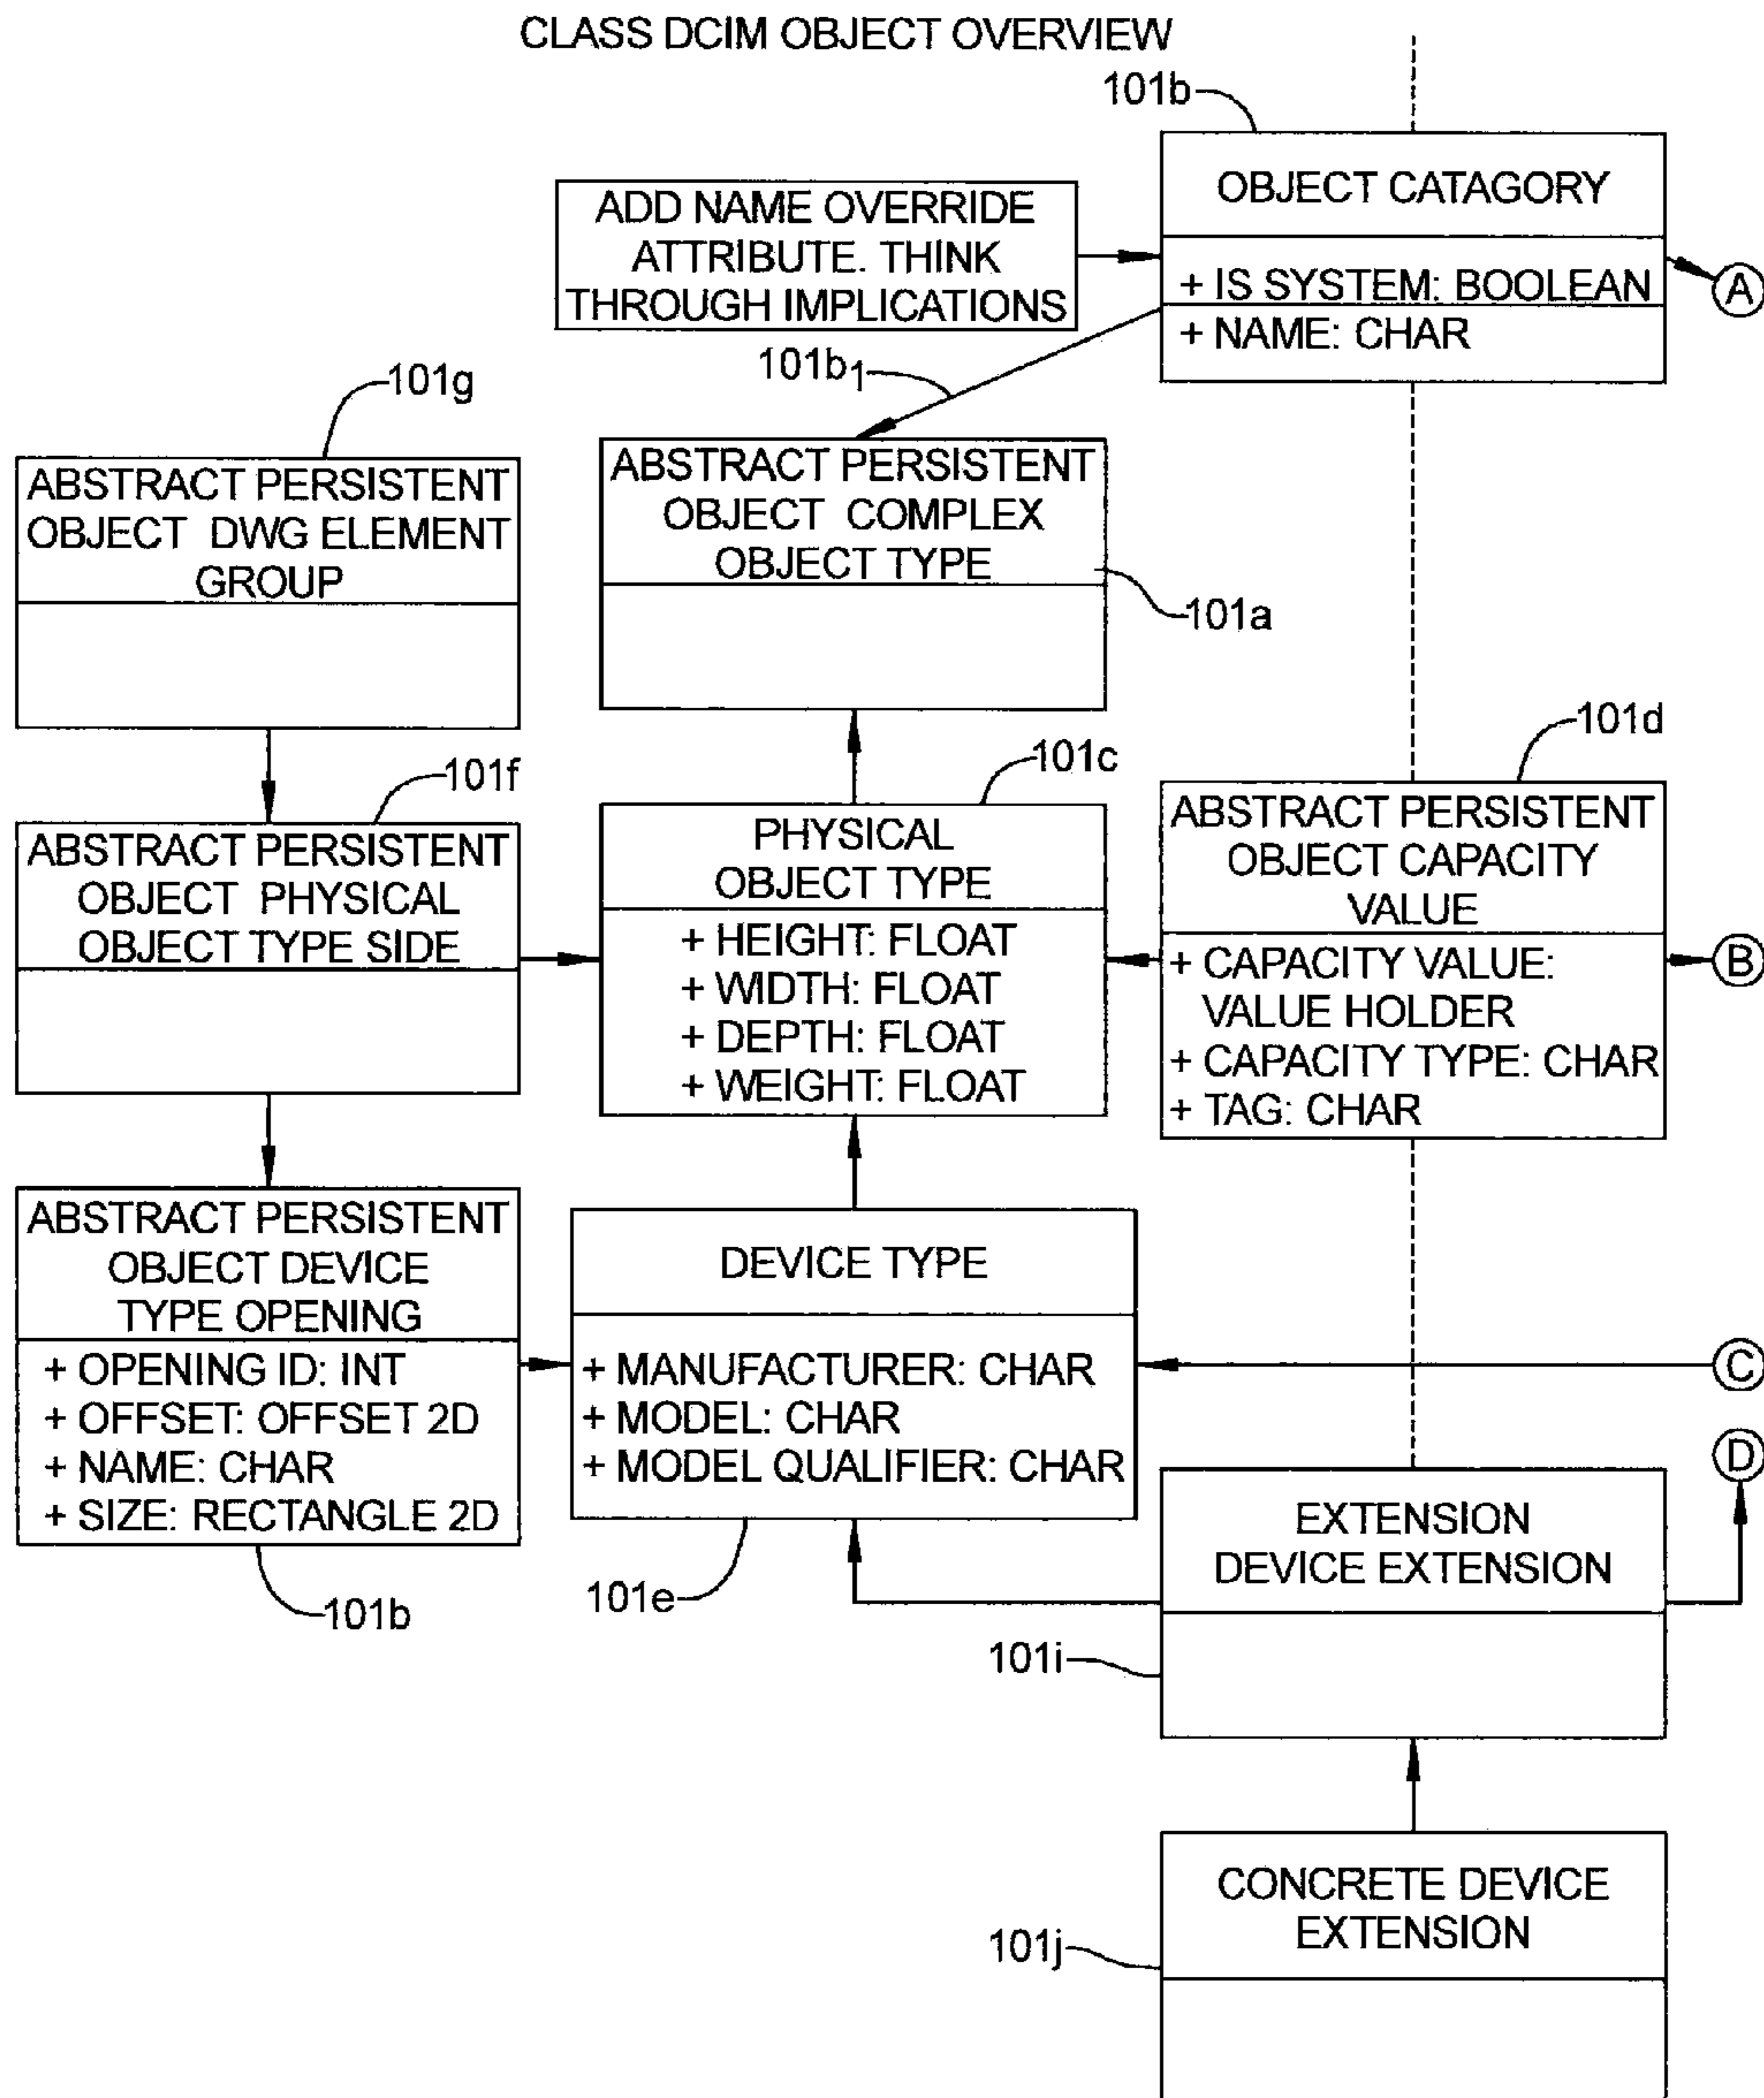 CLASS DCIM OBJECT OVERVIEW
101b
OBJECT CATAGORY
+ IS SYSTEM: BOOLEAN
+ NAME: CHAR
A
ADD NAME OVERRIDE
ATTRIBUTE. THINK
THROUGH IMPLICATIONS
101b1
101g
ABSTRACT PERSISTENT
OBJECT DWG ELEMENT
GROUP
ABSTRACT PERSISTENT
OBJECT COMPLEX
OBJECT TYPE
101a
101f
ABSTRACT PERSISTENT
OBJECT PHYSICAL
OBJECT TYPE SIDE
101c
PHYSICAL
OBJECT TYPE
+ HEIGHT: FLOAT
+ WIDTH: FLOAT
+ DEPTH: FLOAT
+ WEIGHT: FLOAT
101d
ABSTRACT PERSISTENT
OBJECT CAPACITY
VALUE
+ CAPACITY VALUE:
VALUE HOLDER
+ CAPACITY TYPE: CHAR
+ TAG: CHAR
B
ABSTRACT PERSISTENT
OBJECT DEVICE
TYPE OPENING
+ OPENING ID: INT
+ OFFSET: OFFSET 2D
+ NAME: CHAR
+ SIZE: RECTANGLE 2D
101b
DEVICE TYPE
+ MANUFACTURER: CHAR
+ MODEL: CHAR
+ MODEL QUALIFIER: CHAR
101e
C
D
EXTENSION
DEVICE EXTENSION
101i
CONCRETE DEVICE
EXTENSION
101j